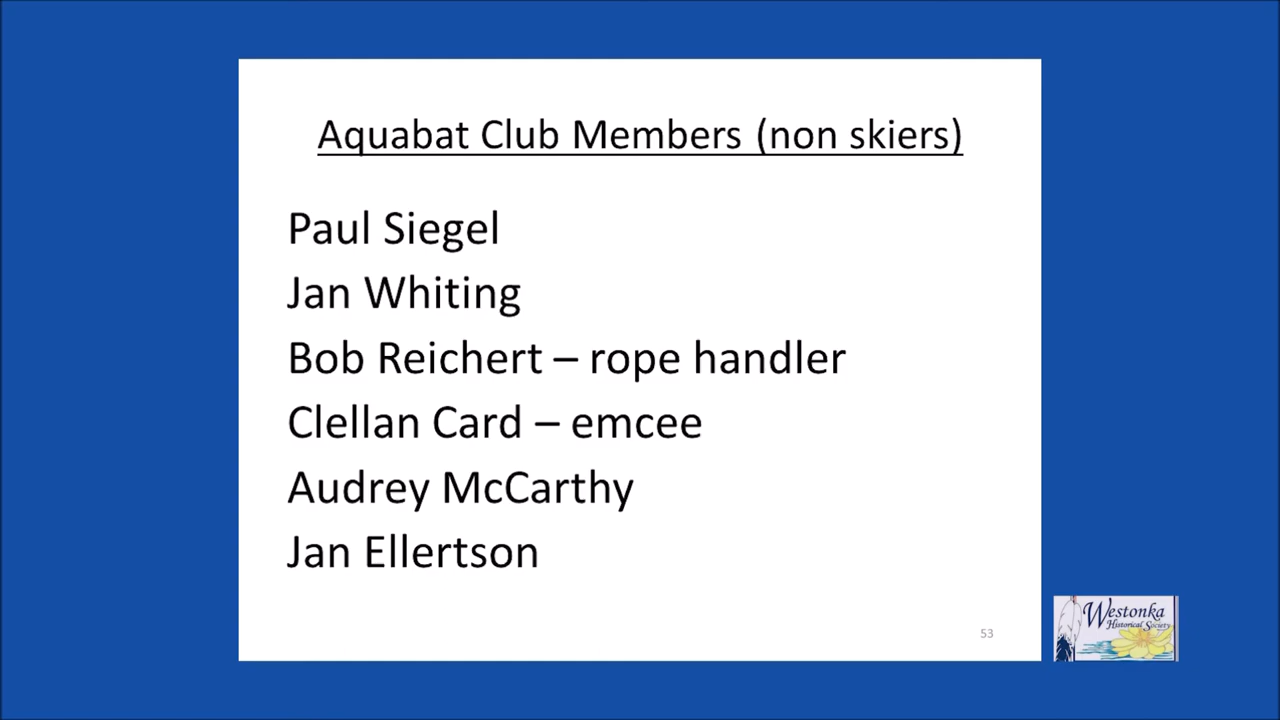 Aquabat Club Members (non skiers)
Paul Siegel
Jan Whiting
Bob Reichert – rope handler
Clellan Card – emcee
Audrey McCarthy
Jan Ellertson
53
Westonka
Historical Society